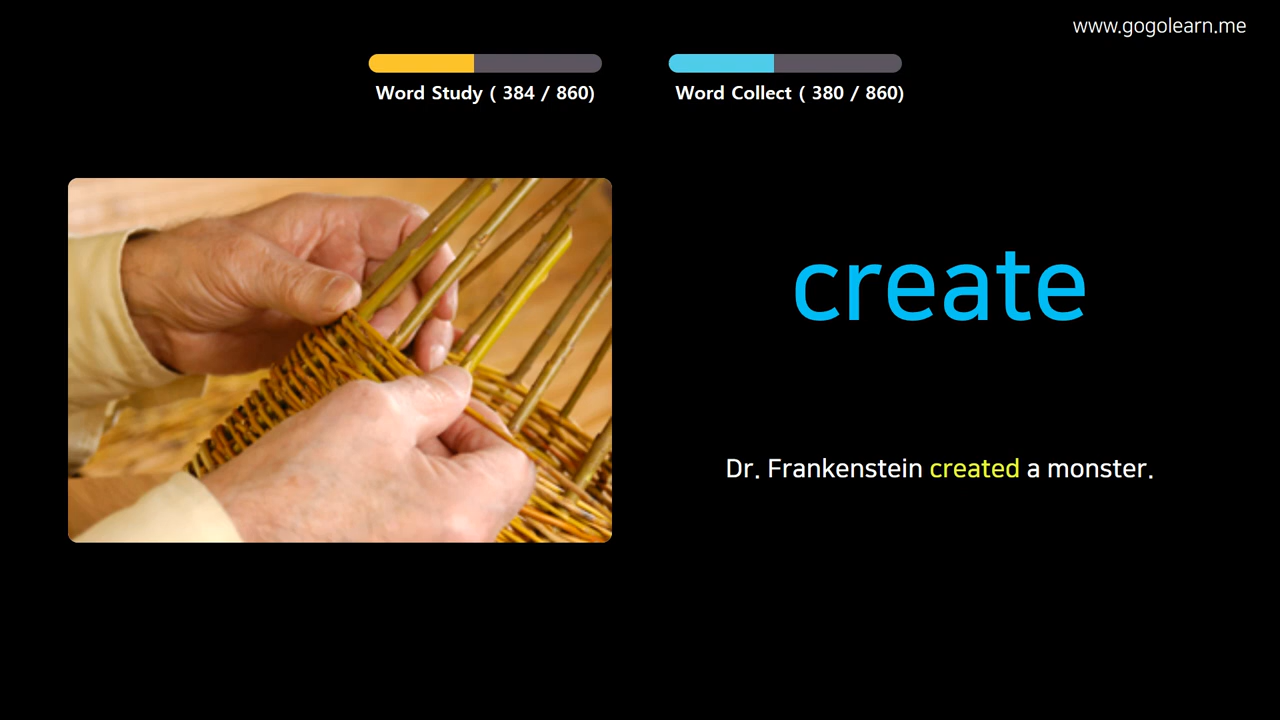 www.gogolearn.me
Word Study ( 384 / 860)
Word Collect ( 380 / 860)
create
Dr. Frankenstein created a monster.